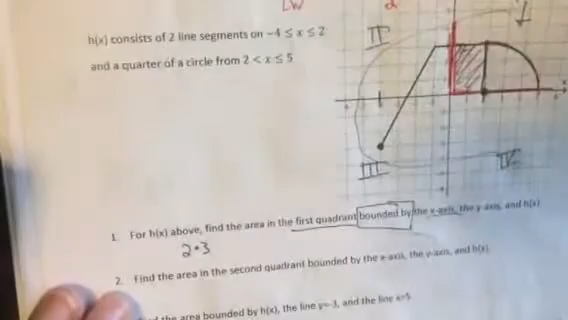 LW
h(x) consists of 2 line segments on −4 ≤ x ≤ 2
and a quarter of a circle from 2 < x ≤ 5
II
I
III
IV
1. For h(x) above, find the area in the first quadrant bounded by the x-axis, the y-axis, and h(x)
2·3
2. Find the area in the second quadrant bounded by the x-axis, the y-axis, and h(x)
the area bounded by h(x), the line y=-3, and the line x=5